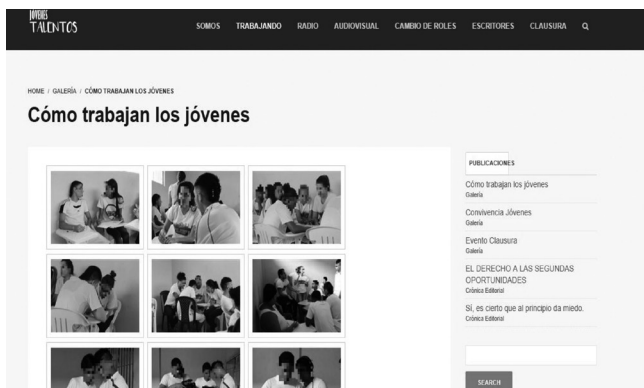 JÓVENES
TALENTOS
SOMOS TRABAJANDO RADIO AUDIOVISUAL CAMBIO DE ROLES ESCRITORES CLAUSURA
HOME / GALERÍA / CÓMO TRABAJAN LOS JÓVENES
Cómo trabajan los jóvenes
PUBLICACIONES
Cómo trabajan los jóvenes
Galería
Convivencia Jóvenes
Galería
Evento Clausura
Galería
EL DERECHO A LAS SEGUNDAS
OPORTUNIDADES
Crónica Editorial
Sí, es cierto que al principio da miedo.
Crónica Editorial
SEARCH